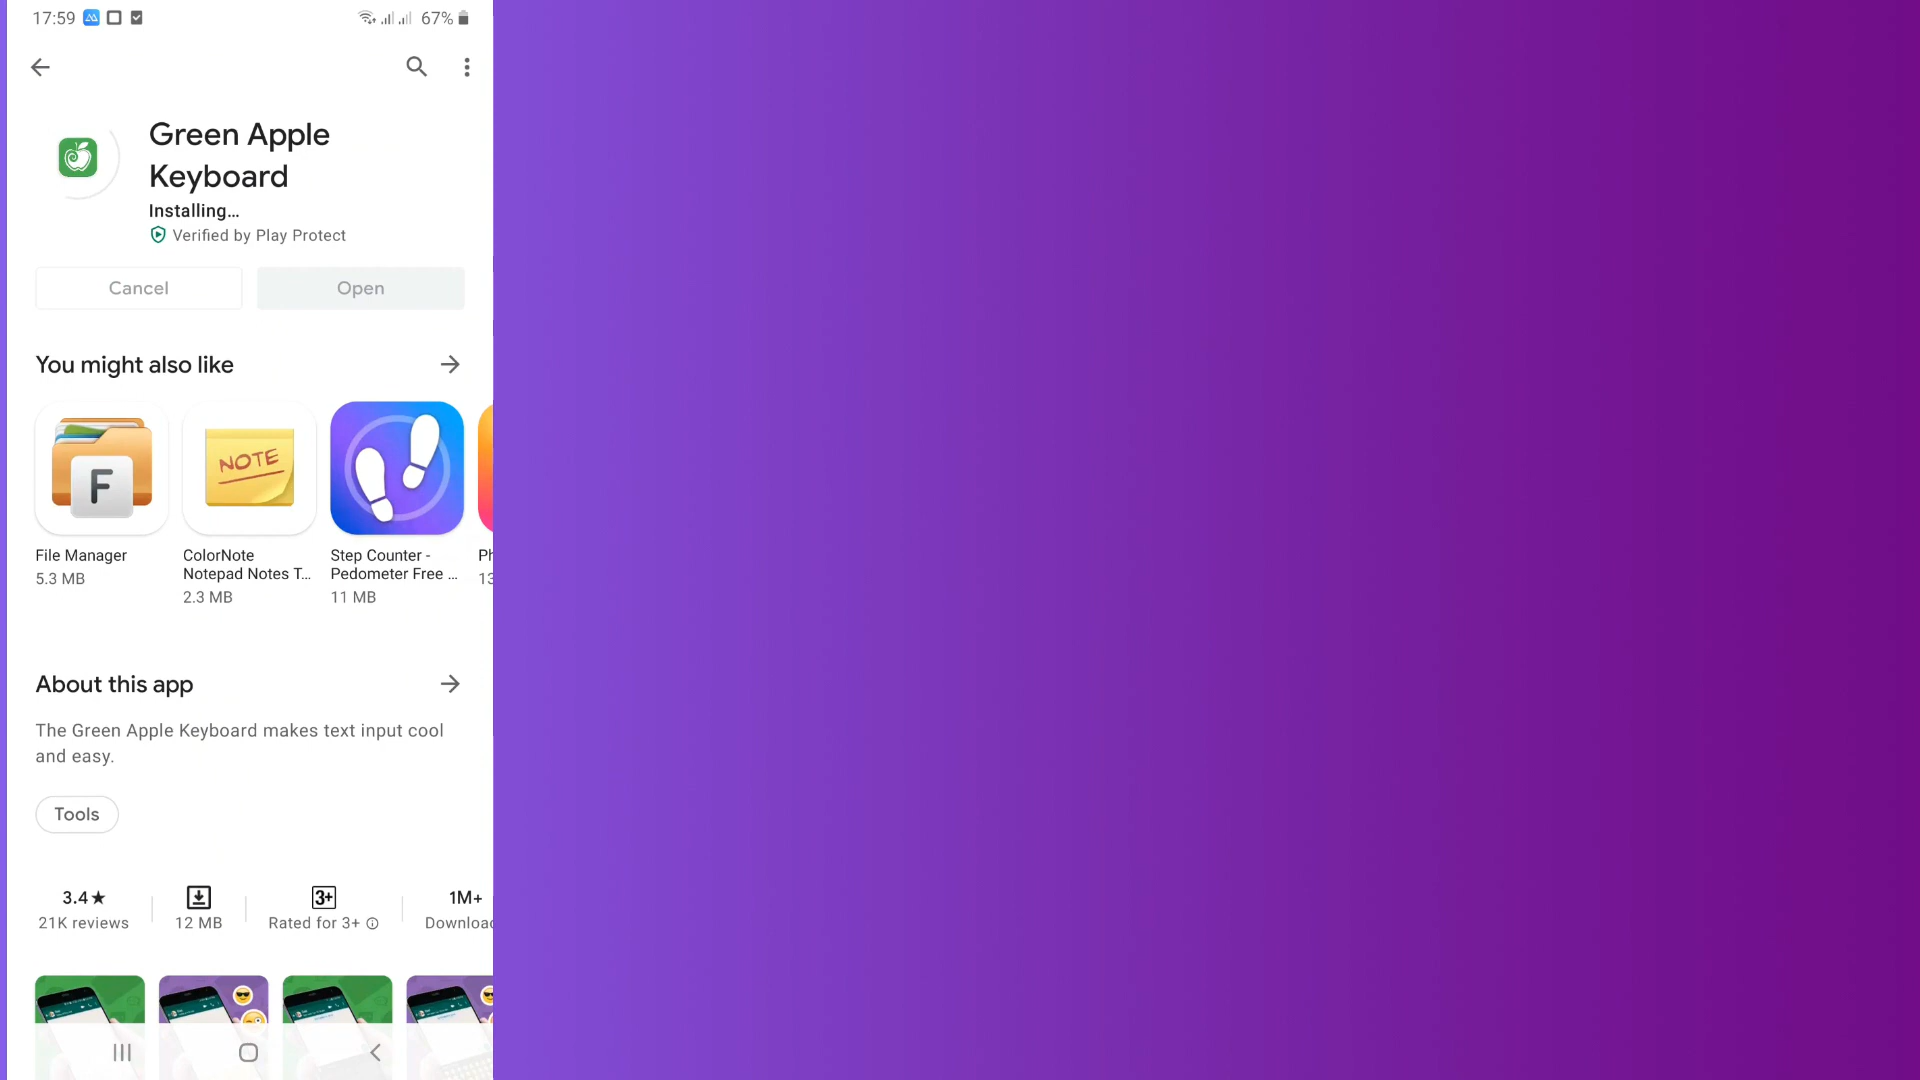 17:59
67%
Green Apple
Keyboard
Installing...
Verified by Play Protect
Cancel
Open
You might also like
F
NOTE
File Manager
5.3 MB
ColorNote
Notepad Notes T...
2.3 MB
Step Counter -
Pedometer Free ...
11 MB
Ph
13
About this app
The Green Apple Keyboard makes text input cool
and easy.
Tools
3.4★
21K reviews
12 MB
3+
Rated for 3+
1M+
Downloa